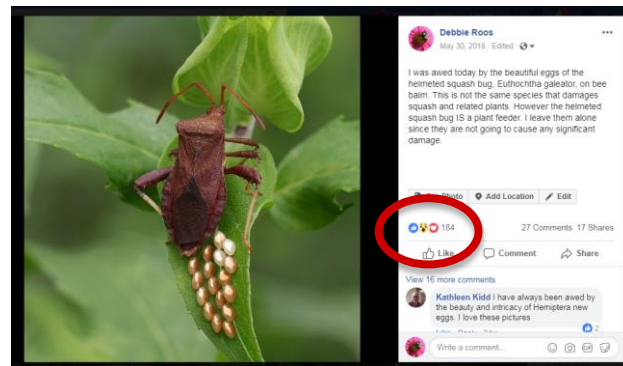 Debbie Roos
May 30, 2016 · Edited ·
I was awed today by the beautiful eggs of the
helmeted squash bug, Euthochtha galeator, on bee
balm. This is not the same species that damages
squash and related plants. However the helmeted
squash bug IS a plant feeder. I leave them alone
since they are not going to cause any significant
damage.
Photo Add Location Edit
184 27 Comments 17 Shares
Like Comment Share
View 16 more comments
Kathleen Kidd I have always been awed by
the beauty and intricacy of Hemiptera new
eggs. I love these pictures
2
Write a comment...
GIF